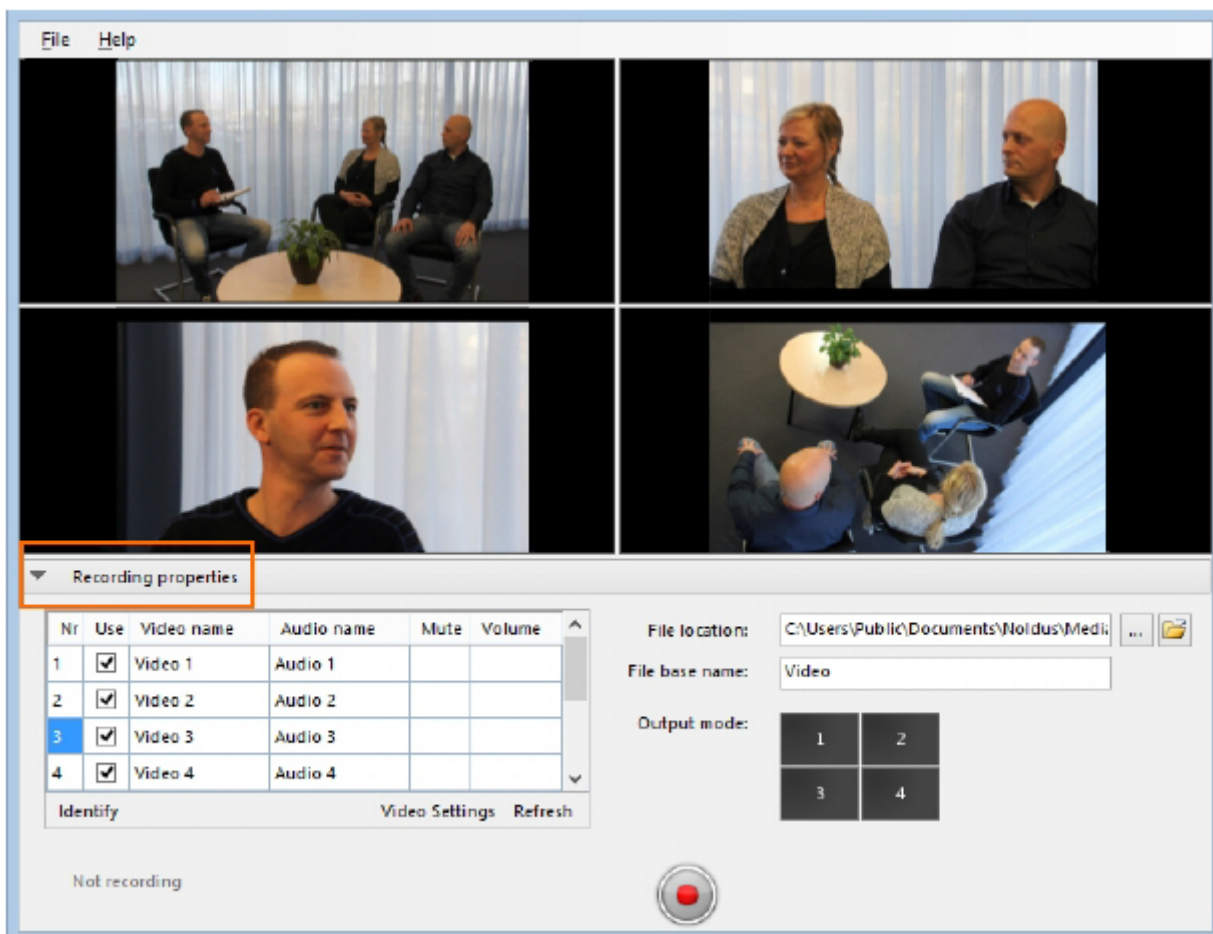 File Help
Recording properties
Nr Use Video name Audio name Mute Volume
1 Video 1 Audio 1
2 Video 2 Audio 2
3 Video 3 Audio 3
4 Video 4 Audio 4
Identify Video Settings Refresh
File location: C:\Users\Public\Documents\Noldus\Media ...
File base name: Video
Output mode:
1 2
3 4
Not recording